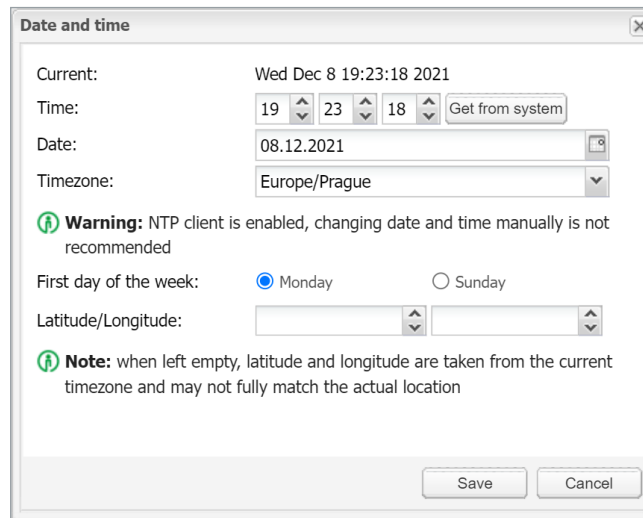 Date and time
Current: Wed Dec 8 19:23:18 2021
Time: 19 23 18 Get from system
Date: 08.12.2021
Timezone: Europe/Prague
Warning: NTP client is enabled, changing date and time manually is not
recommended
First day of the week: Monday Sunday
Latitude/Longitude:
Note: when left empty, latitude and longitude are taken from the current
timezone and may not fully match the actual location
Save Cancel